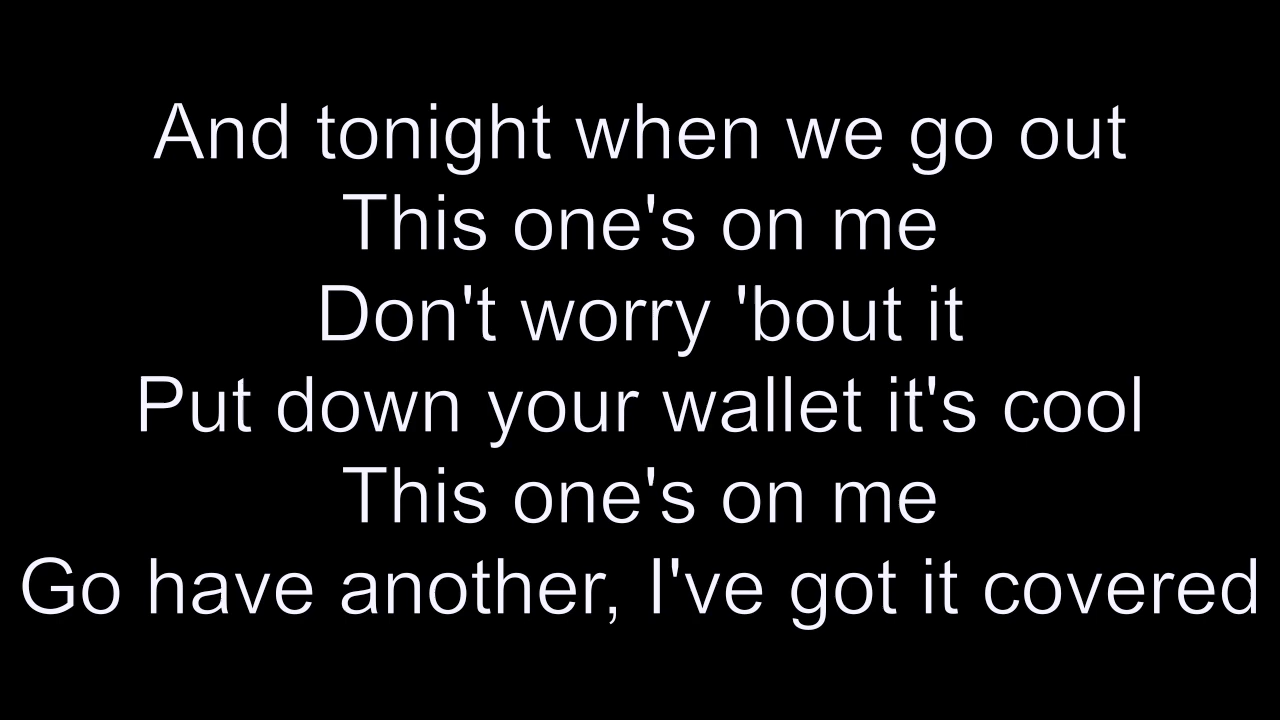 And tonight when we go out
This one's on me
Don't worry 'bout it
Put down your wallet it's cool
This one's on me
Go have another, I've got it covered